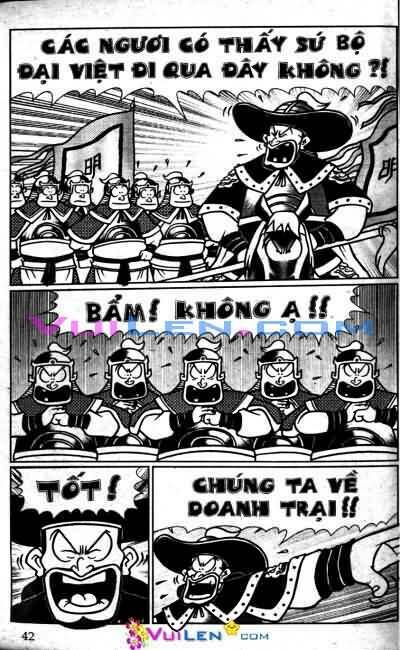 CÁC NGƯƠI CÓ THẤY SỨ BỘ
ĐẠI VIỆT ĐI QUA ĐÂY KHÔNG ?!
明
明
BẨM! KHÔNG Ạ !!
VUILEN.COM
TỐT !
CHÚNG TA VỀ
DOANH TRẠI !!
42
VUILEN.COM